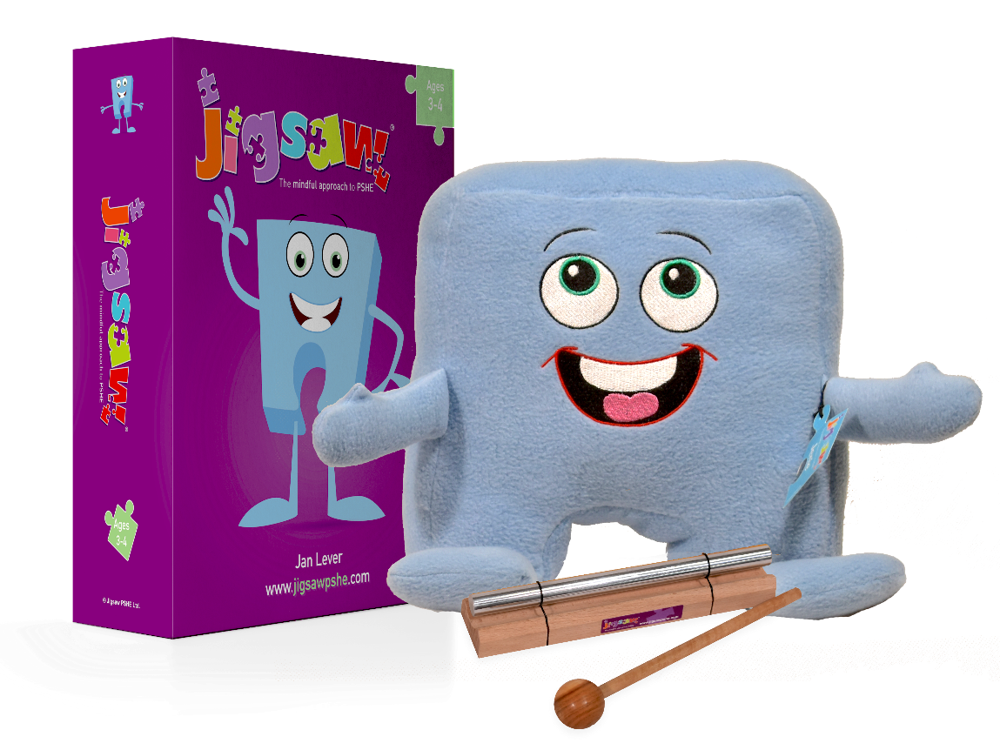 jigsaw!
The mindful approach to PSHE
Ages
3-4
© Jigsaw PSHE Ltd.
Ages
3-4
jigsaw!®
The mindful approach to PSHE
Jan Lever
www.jigsawpshe.com
jigsaw